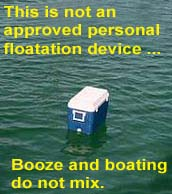 This is not an
approved personal
floatation device ...
Booze and boating
do not mix.